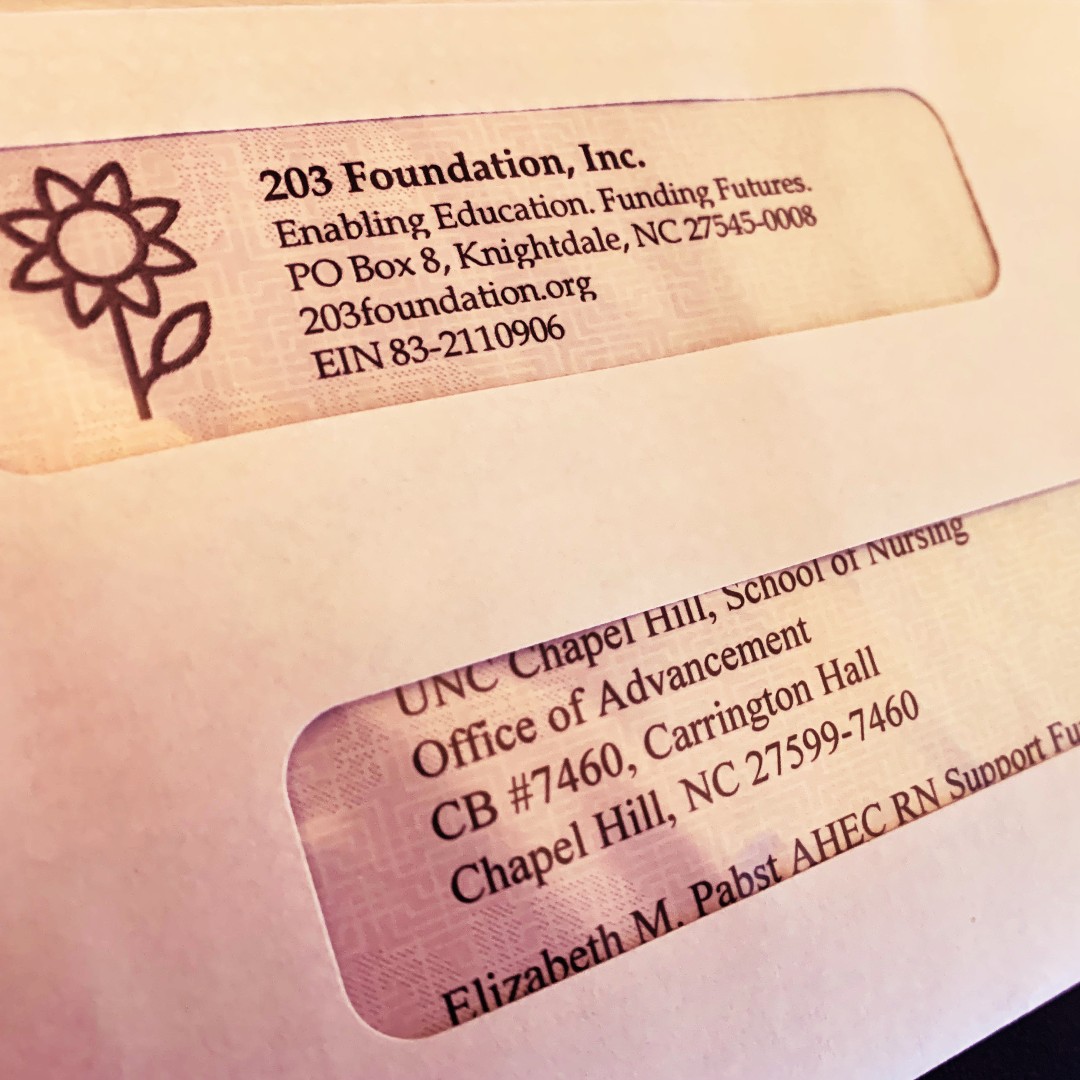 203 Foundation, Inc.
Enabling Education. Funding Futures.
PO Box 8, Knightdale, NC 27545-0008
203foundation.org
EIN 83-2110906
UNC Chapel Hill, School of Nursing
Office of Advancement
CB #7460, Carrington Hall
Chapel Hill, NC 27599-7460
Elizabeth M. Pabst AHEC RN Support